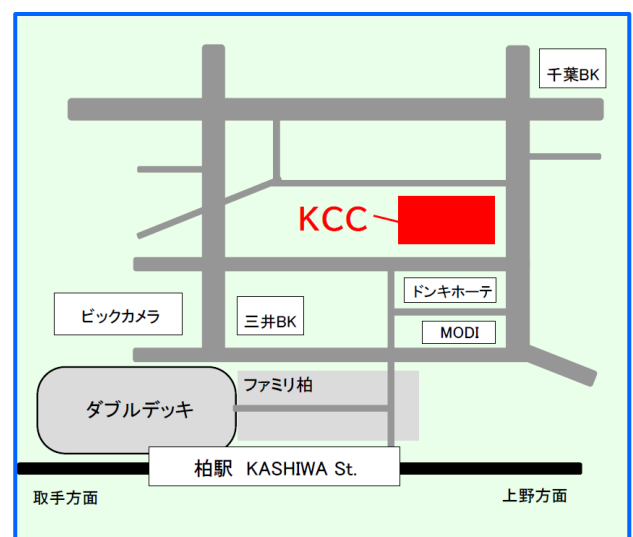 千葉BK
KCC
ドンキホーテ
ビックカメラ
三井BK
MODI
ファミリ柏
ダブルデッキ
柏駅 KASHIWA St.
取手方面
上野方面